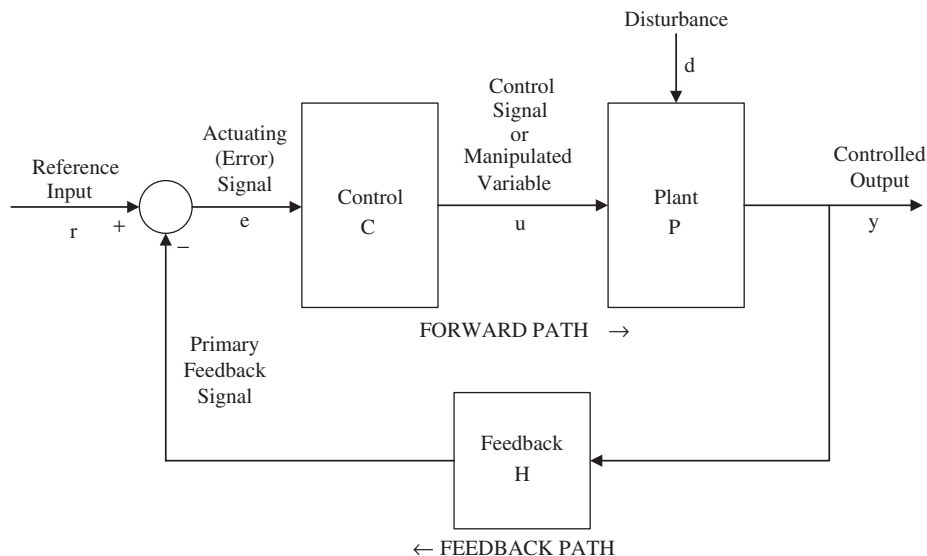 Disturbance
d
Control
Signal
or
Manipulated
Variable
u
Actuating
(Error)
Signal
e
Reference
Input
r
+
−
Control
C
Plant
P
Controlled
Output
y
FORWARD PATH →
Primary
Feedback
Signal
Feedback
H
← FEEDBACK PATH